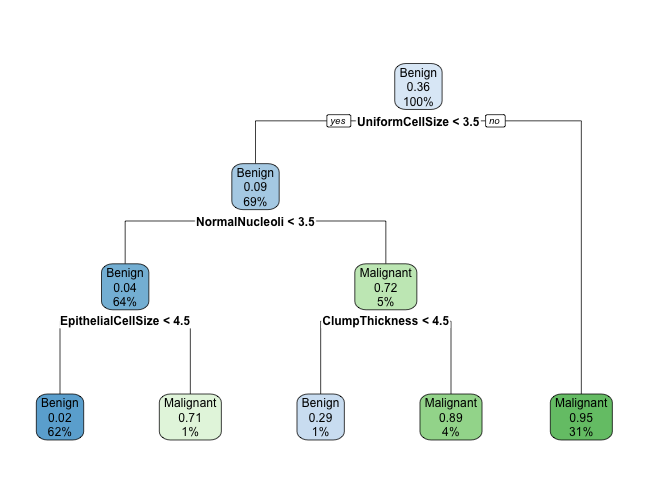 Benign
0.36
100%
yes UniformCellSize < 3.5 no
Benign
0.09
69%
NormalNucleoli < 3.5
Benign
0.04
64%
Malignant
0.72
5%
EpithelialCellSize < 4.5
ClumpThickness < 4.5
Benign
0.02
62%
Malignant
0.71
1%
Benign
0.29
1%
Malignant
0.89
4%
Malignant
0.95
31%